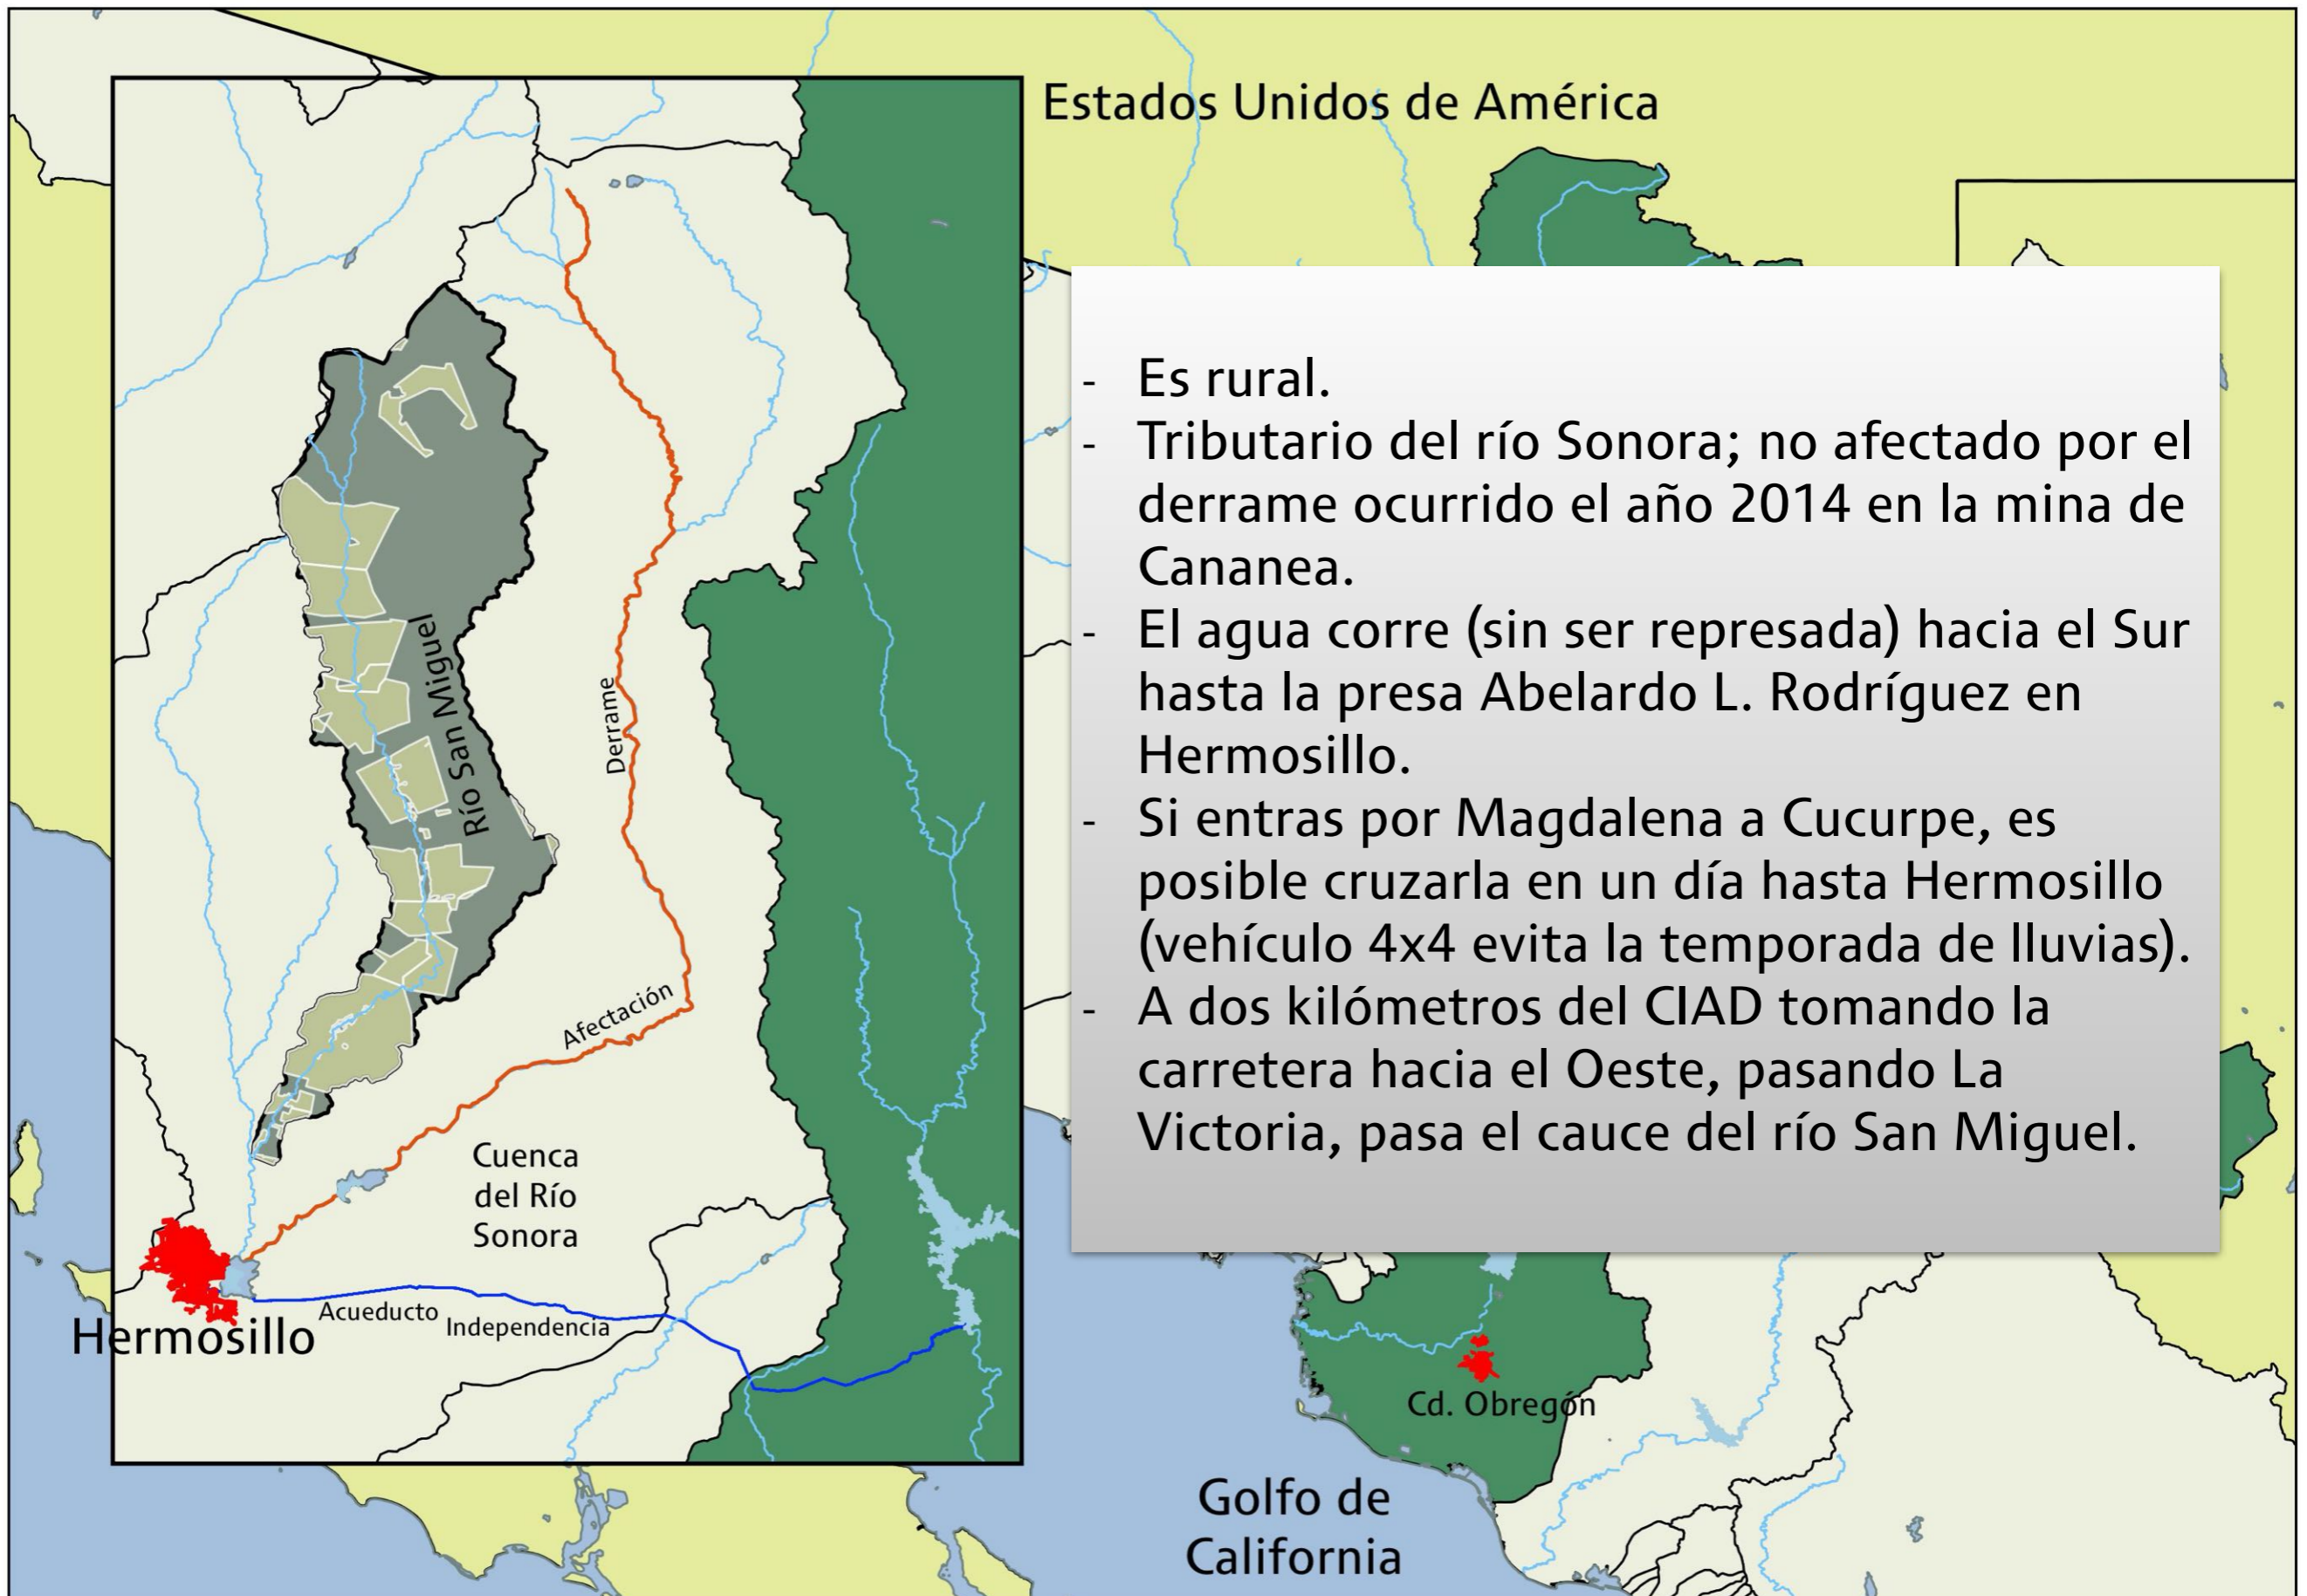 Estados Unidos de América
- Es rural.
- Tributario del río Sonora; no afectado por el
derrame ocurrido el año 2014 en la mina de
Cananea.
- El agua corre (sin ser represada) hacia el Sur
hasta la presa Abelardo L. Rodríguez en
Hermosillo.
- Si entras por Magdalena a Cucurpe, es
posible cruzarla en un día hasta Hermosillo
(vehículo 4x4 evita la temporada de lluvias).
- A dos kilómetros del CIAD tomando la
carretera hacia el Oeste, pasando La
Victoria, pasa el cauce del río San Miguel.
Río San Miguel
Derrame
Afectación
Cuenca
del Río
Sonora
Acueducto
Independencia
Hermosillo
Cd. Obregón
Golfo de
California